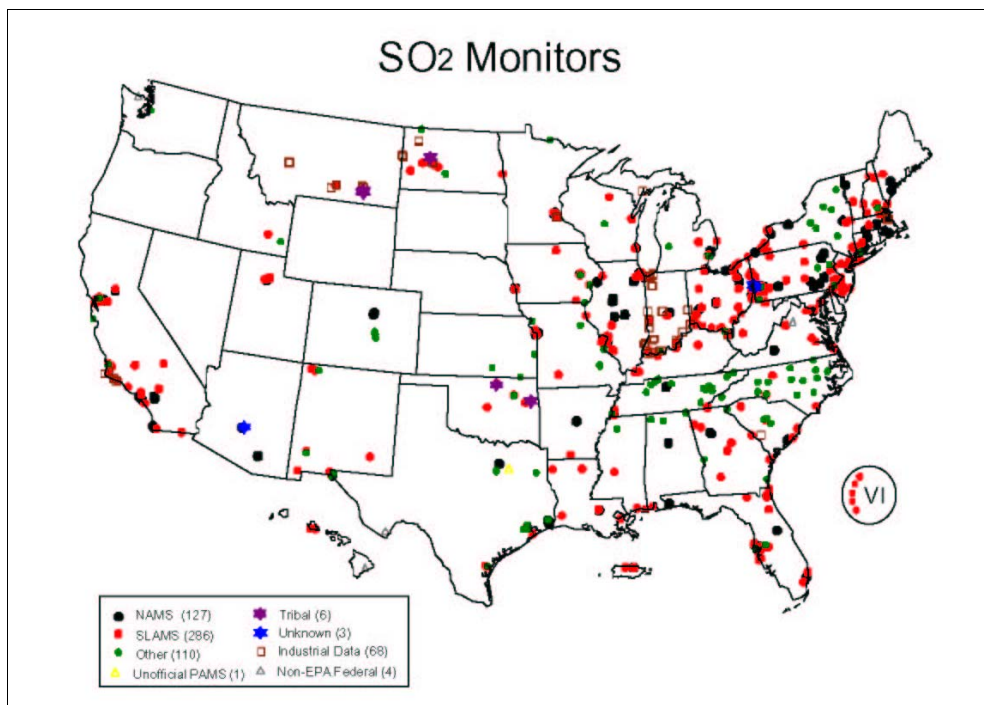 SO2 Monitors
VI
NAMS (127)
SLAMS (286)
Other (110)
Unofficial PAMS (1)
Tribal (6)
Unknown (3)
Industrial Data (68)
Non-EPA Federal (4)